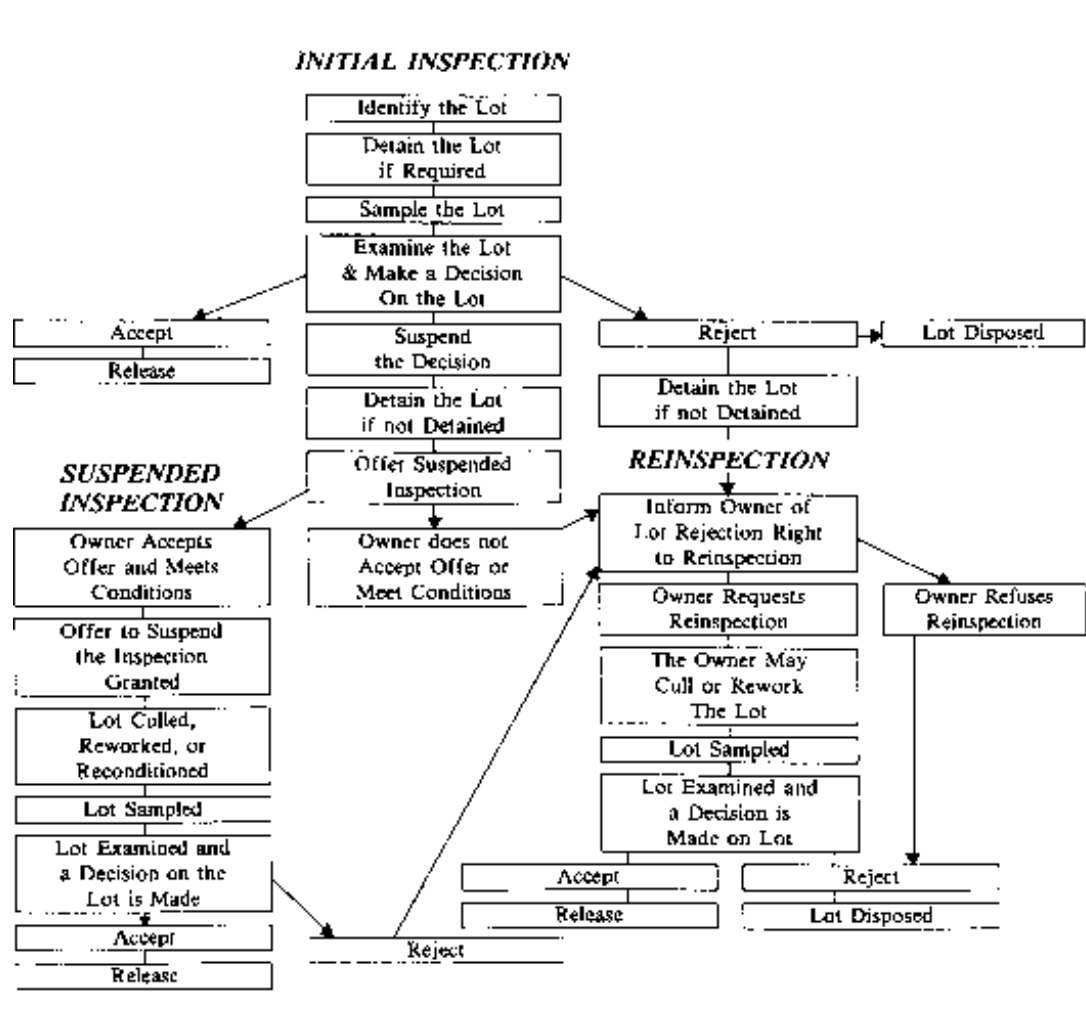 INITIAL INSPECTION
Identify the Lot
Detain the Lot
if Required
Sample the Lot
Examine the Lot
& Make a Decision
On the Lot
Accept
Release
Suspend
the Decision
Reject
Lot Disposed
Detain the Lot
if not Detained
Detain the Lot
if not Detained
Offer Suspended
Inspection
SUSPENDED
INSPECTION
Owner Accepts
Offer and Meets
Conditions
Owner does not
Accept Offer or
Meet Conditions
Offer to Suspend
the Inspection
Granted
Lot Culled,
Reworked, or
Reconditioned
Lot Sampled
Lot Examined and
a Decision on the
Lot is Made
Accept
Release
Reject
REINSPECTION
Inform Owner of
Lot Rejection Right
to Reinspection
Owner Requests
Reinspection
Owner Refuses
Reinspection
The Owner May
Cull or Rework
The Lot
Lot Sampled
Lot Examined and
a Decision is
Made on Lot
Accept
Release
Reject
Lot Disposed